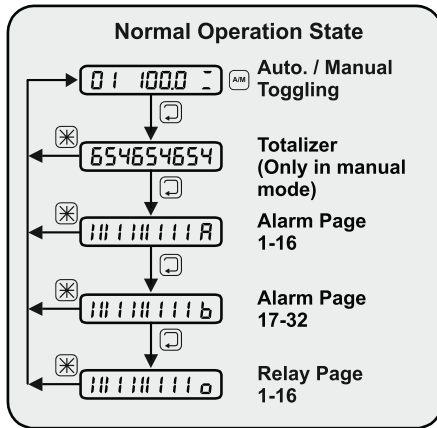 Normal Operation State
01 100.0
A/M
Auto. / Manual
Toggling
654654654
Totalizer
(Only in manual
mode)
Alarm Page
1-16
Alarm Page
17-32
Relay Page
1-16